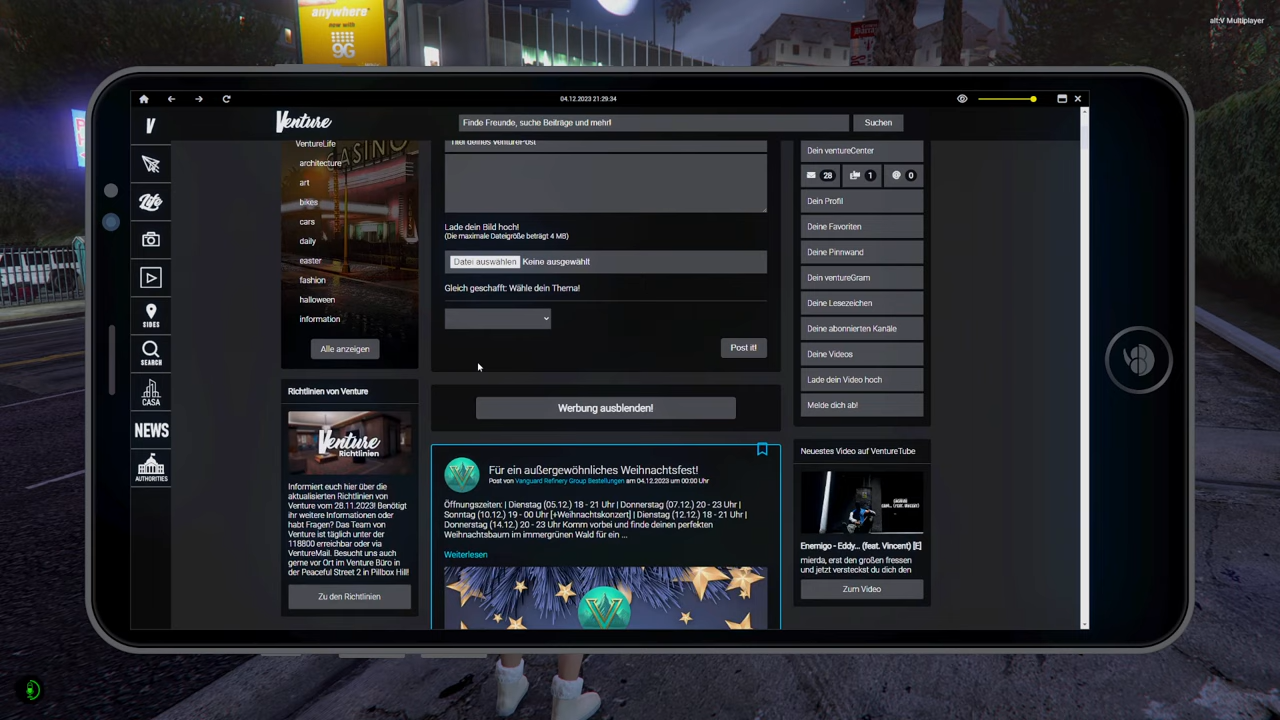 alt:V Multiplayer
anywhere
now with
9G
04.12.2023 21:29:34
Venture
Finde Freunde, suche Beiträge und mehr!
Suchen
Life
SIDES
SEARCH
CASA
NEWS
AUTHORITIES
CASINO
VentureLife
architecture
art
bikes
cars
daily
easter
fashion
halloween
information
Alle anzeigen
Richtlinien von Venture
Venture
Richtlinien
Informiert euch hier über die
aktualisierten Richtlinien von
Venture vom 28.11.2023! Benötigt
ihr weitere Informationen oder
habt Fragen? Das Team von
Venture ist täglich unter der
118800 erreichbar oder via
VentureMail. Besucht uns auch
gerne vor Ort im Venture Büro in
der Peaceful Street 2 in Pillbox Hill!
Zu den Richtlinien
Titel deines VenturePost
Lade dein Bild hoch!
(Die maximale Dateigröße beträgt 4 MB)
Datei auswählen Keine ausgewählt
Gleich geschafft: Wähle dein Thema!
Post it!
Werbung ausblenden!
Für ein außergewöhnliches Weihnachtsfest!
Post von Vanguard Refinery Group Bestellungen am 04.12.2023 um 00:00 Uhr
Öffnungszeiten: | Dienstag (05.12.) 18 - 21 Uhr | Donnerstag (07.12.) 20 - 23 Uhr |
Sonntag (10.12.) 19 - 00 Uhr [+Weihnachtskonzert] | Dienstag (12.12.) 18 - 21 Uhr |
Donnerstag (14.12.) 20 - 23 Uhr Komm vorbei und finde deinen perfekten
Weihnachtsbaum im immergrünen Wald für ein ...
Weiterlesen
Dein ventureCenter
28
1
0
Dein Profil
Deine Favoriten
Deine Pinnwand
Dein ventureGram
Deine Lesezeichen
Deine abonnierten Kanäle
Deine Videos
Lade dein Video hoch
Melde dich ab!
Neuestes Video auf VentureTube
Enemigo - Eddy... (feat. Vincent) [E]
mierda, erst den großen fressen
und jetzt versteckst du dich den
Zum Video